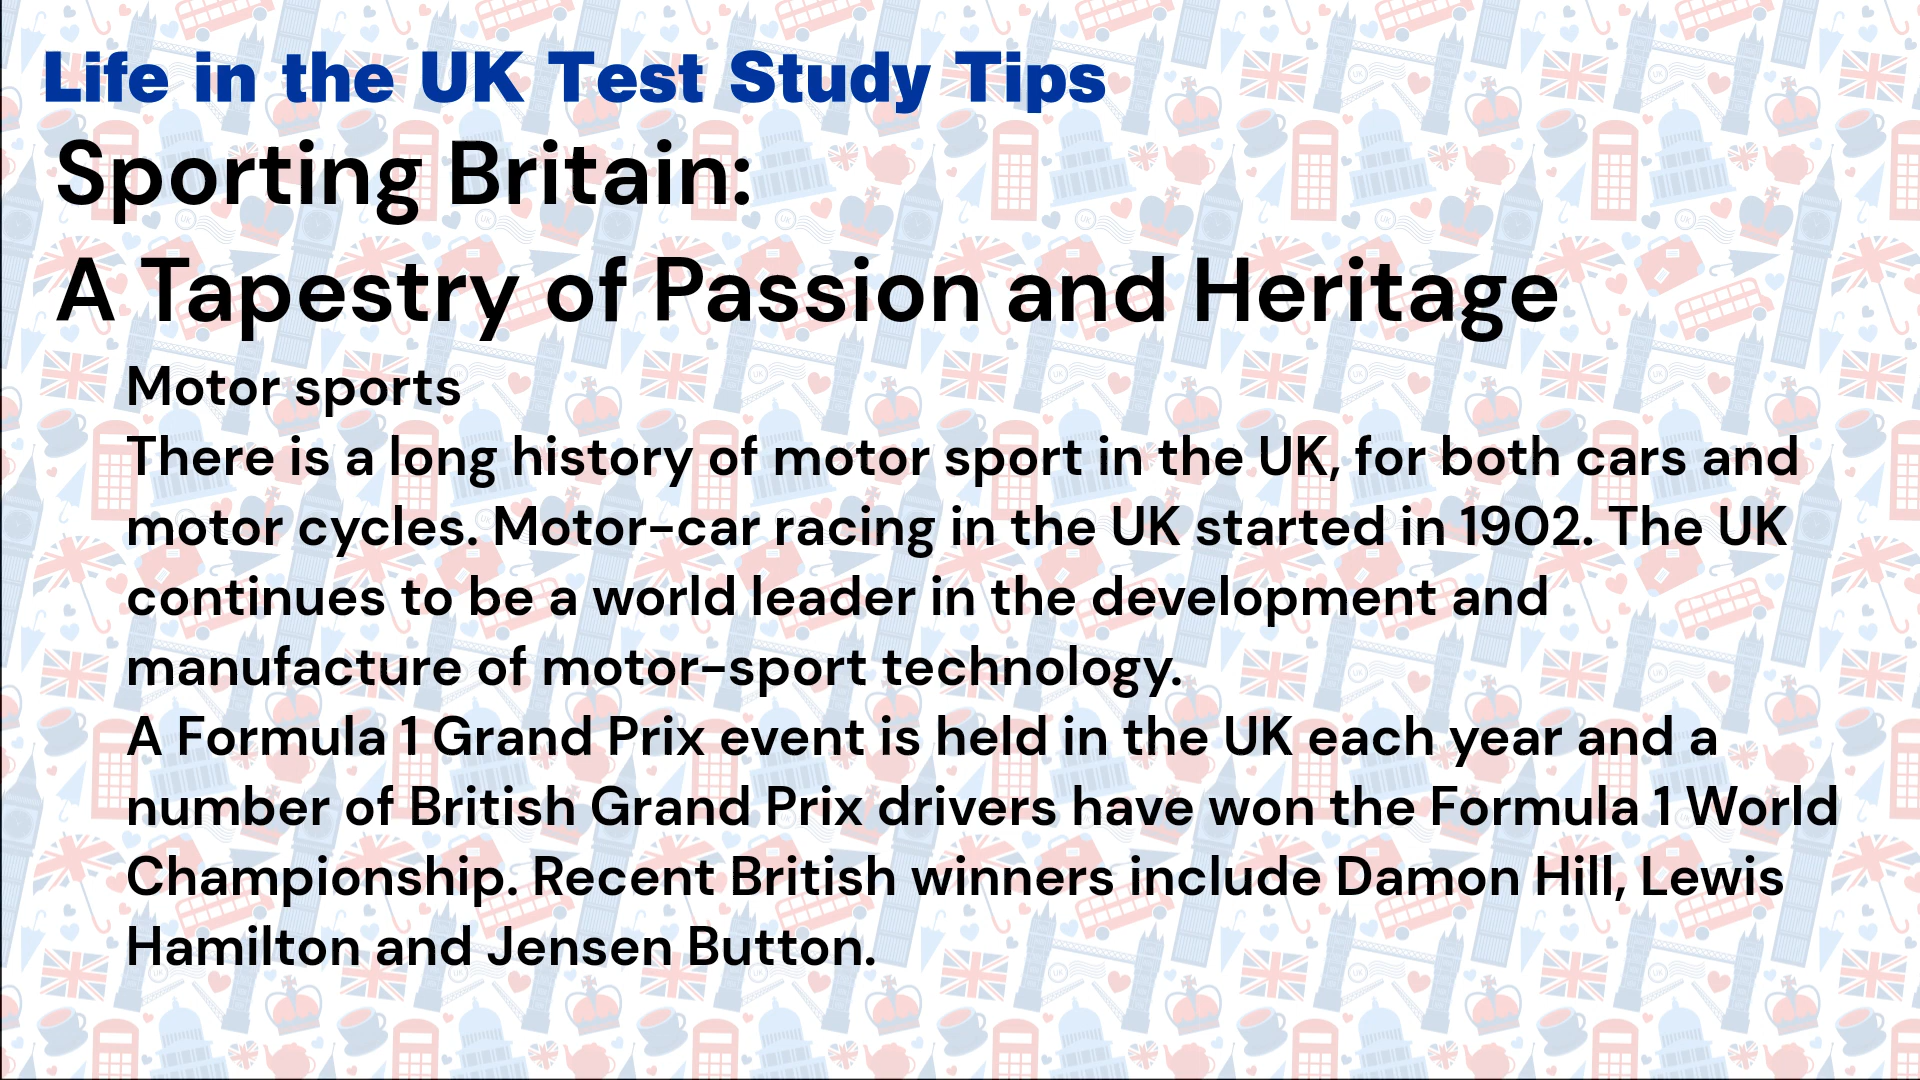 Life in the UK Test Study Tips
Sporting Britain:
A Tapestry of Passion and Heritage
Motor sports
There is a long history of motor sport in the UK, for both cars and
motor cycles. Motor-car racing in the UK started in 1902. The UK
continues to be a world leader in the development and
manufacture of motor-sport technology.
A Formula 1 Grand Prix event is held in the UK each year and a
number of British Grand Prix drivers have won the Formula 1 World
Championship. Recent British winners include Damon Hill, Lewis
Hamilton and Jensen Button.